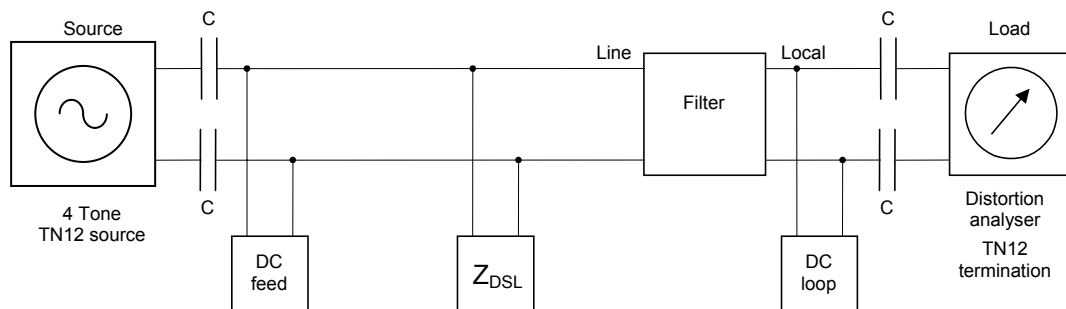 Source
C
C
Load
Line
Local
Filter
C
C
4 Tone
TN12 source
DC
feed
ZDSL
DC
loop
Distortion
analyser
TN12
termination